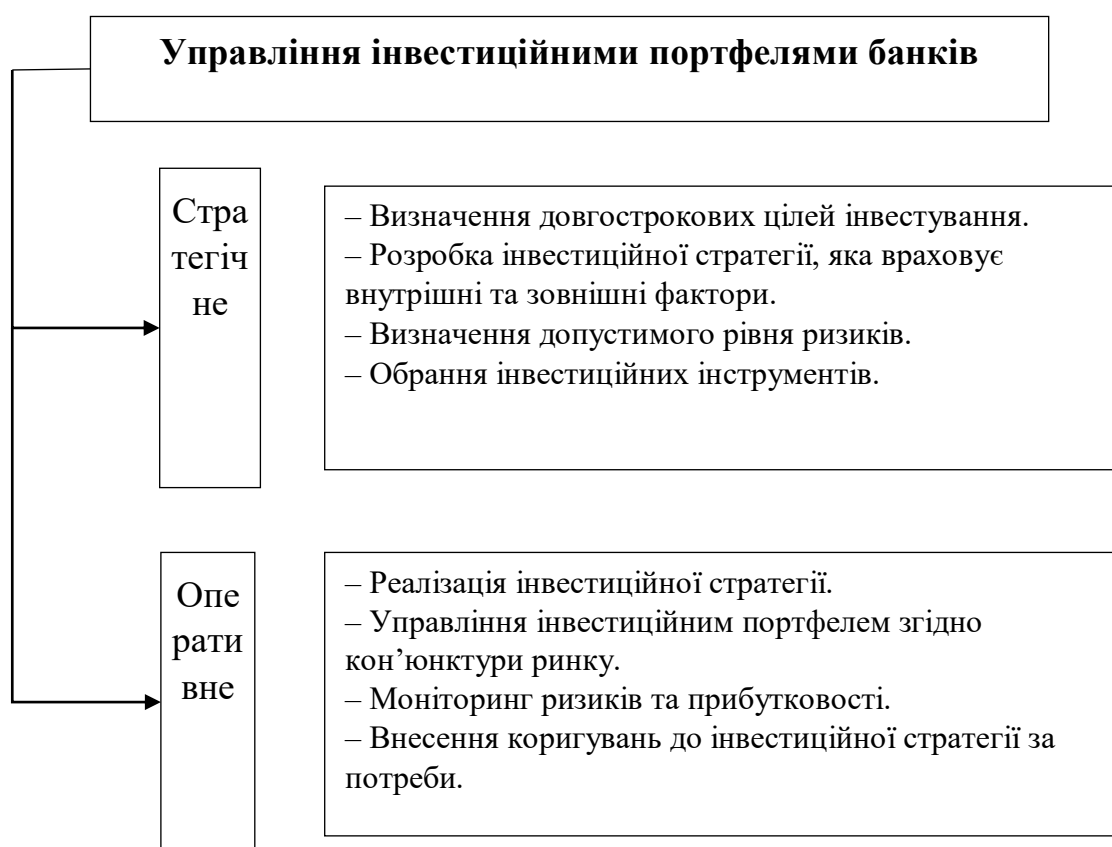 Управління інвестиційними портфелями банків
Стра
тегіч
не
– Визначення довгострокових цілей інвестування.
– Розробка інвестиційної стратегії, яка враховує
внутрішні та зовнішні фактори.
– Визначення допустимого рівня ризиків.
– Обрання інвестиційних інструментів.
Опе
рати
вне
– Реалізація інвестиційної стратегії.
– Управління інвестиційним портфелем згідно
кон’юнктури ринку.
– Моніторинг ризиків та прибутковості.
– Внесення коригувань до інвестиційної стратегії за
потреби.